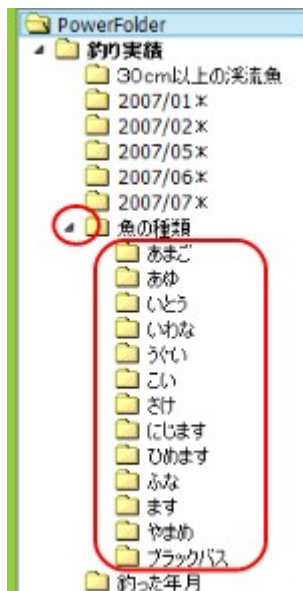 PowerFolder
釣り実績
30cm以上の渓流魚
2007/01*
2007/02*
2007/05*
2007/06*
2007/07*
魚の種類
あまご
あゆ
いとう
いわな
うぐい
こい
さけ
にじます
ひめます
ふな
ます
やまめ
ブラックバス
釣った年月